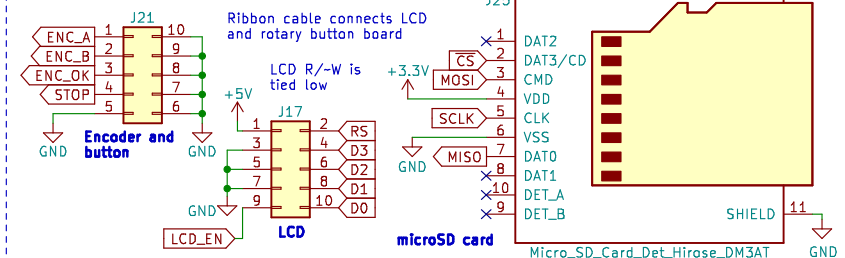 J21
ENC_A 1 10
ENC_B 2 9
ENC_OK 3 8
STOP 4 7
5 6
GND
Encoder and
button
GND
Ribbon cable connects LCD
and rotary button board
LCD R/~W is
tied low
+5V
J17
1 2 RS
3 4 D3
5 6 D2
7 8 D1
9 10 D0
GND
LCD_EN
LCD
+3.3V
1 DAT2
CS 2 DAT3/CD
MOSI 3 CMD
4 VDD
SCLK 5 CLK
6 VSS
GND
MISO 7 DAT0
8 DAT1
10 DET_A
9 DET_B
SHIELD 11
GND
microSD card
Micro_SD_Card_Det_Hirose_DM3AT